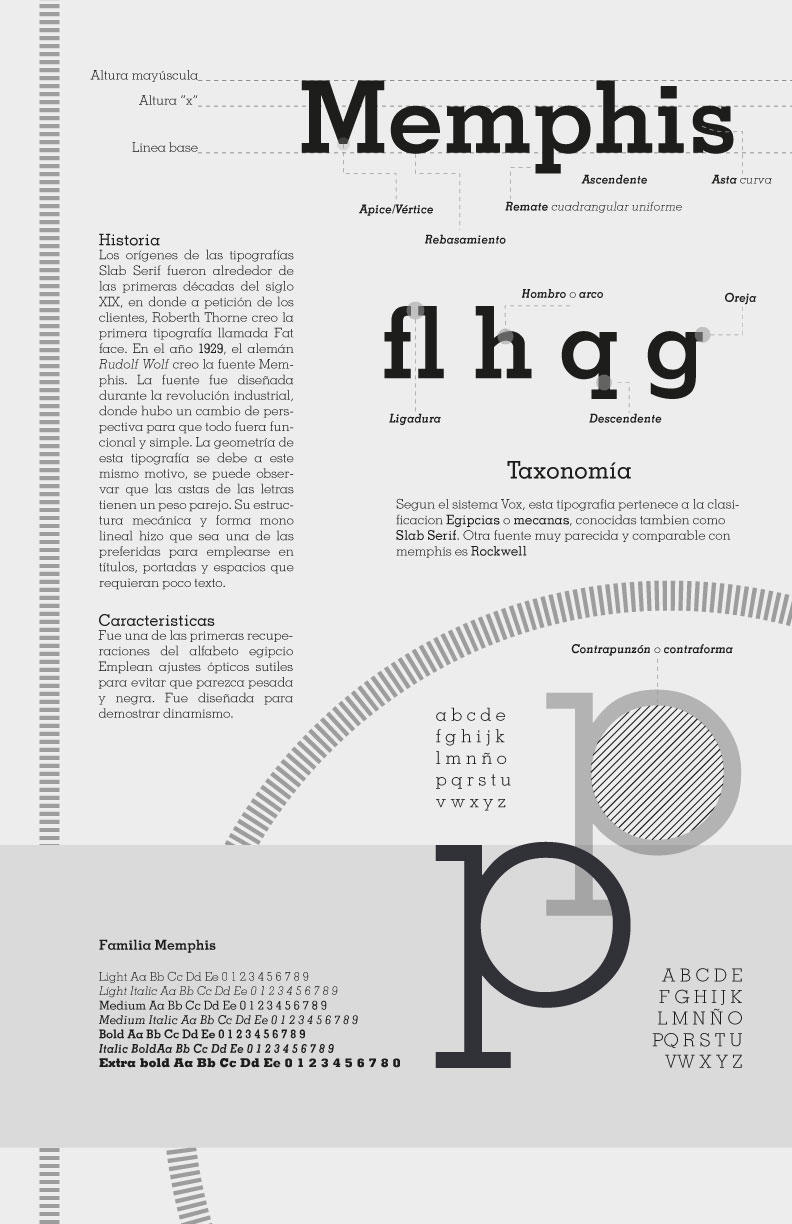 Altura mayúscula
Altura “x”
Linea base
Memphis
Ascendente
Asta curva
Apice/Vértice
Remate cuadrangular uniforme
Rebasamiento
Historia
Los orígenes de las tipografías
Slab Serif fueron alrededor de
las primeras décadas del siglo
XIX, en donde a petición de los
clientes, Roberth Thorne creo la
primera tipografía llamada Fat
face. En el año 1929, el alemán
Rudolf Wolf creo la fuente Mem-
phis. La fuente fue diseñada
durante la revolución industrial,
donde hubo un cambio de pers-
pectiva para que todo fuera fun-
cional y simple. La geometría de
esta tipografía se debe a este
mismo motivo, se puede obser-
var que las astas de las letras
tienen un peso parejo. Su estruc-
tura mecánica y forma mono
lineal hizo que sea una de las
preferidas para emplearse en
títulos, portadas y espacios que
requieran poco texto.
Caracteristicas
Fue una de las primeras recupe-
raciones del alfabeto egipcio
Emplean ajustes ópticos sutiles
para evitar que parezca pesada
y negra. Fue diseñada para
demostrar dinamismo.
Hombro o arco
Oreja
fl h q g
Ligadura
Descendente
Taxonomía
Segun el sistema Vox, esta tipografia pertenece a la clasi-
ficacion Egipcias o mecanas, conocidas tambien como
Slab Serif. Otra fuente muy parecida y comparable con
memphis es Rockwell
Contrapunzón o contraforma
p
a b c d e
f g h i j k
l m n ñ o
p q r s t u
v w x y z
p
Familia Memphis
Light Aa Bb Cc Dd Ee 0 1 2 3 4 5 6 7 8 9
Light Italic Aa Bb Cc Dd Ee 0 1 2 3 4 5 6 7 8 9
Medium Aa Bb Cc Dd Ee 0 1 2 3 4 5 6 7 8 9
Medium Italic Aa Bb Cc Dd Ee 0 1 2 3 4 5 6 7 8 9
Bold Aa Bb Cc Dd Ee 0 1 2 3 4 5 6 7 8 9
Italic BoldAa Bb Cc Dd Ee 0 1 2 3 4 5 6 7 8 9
Extra bold Aa Bb Cc Dd Ee 0 1 2 3 4 5 6 7 8 0
A B C D E
F G H I J K
L M N Ñ O
P Q R S T U
V W X Y Z